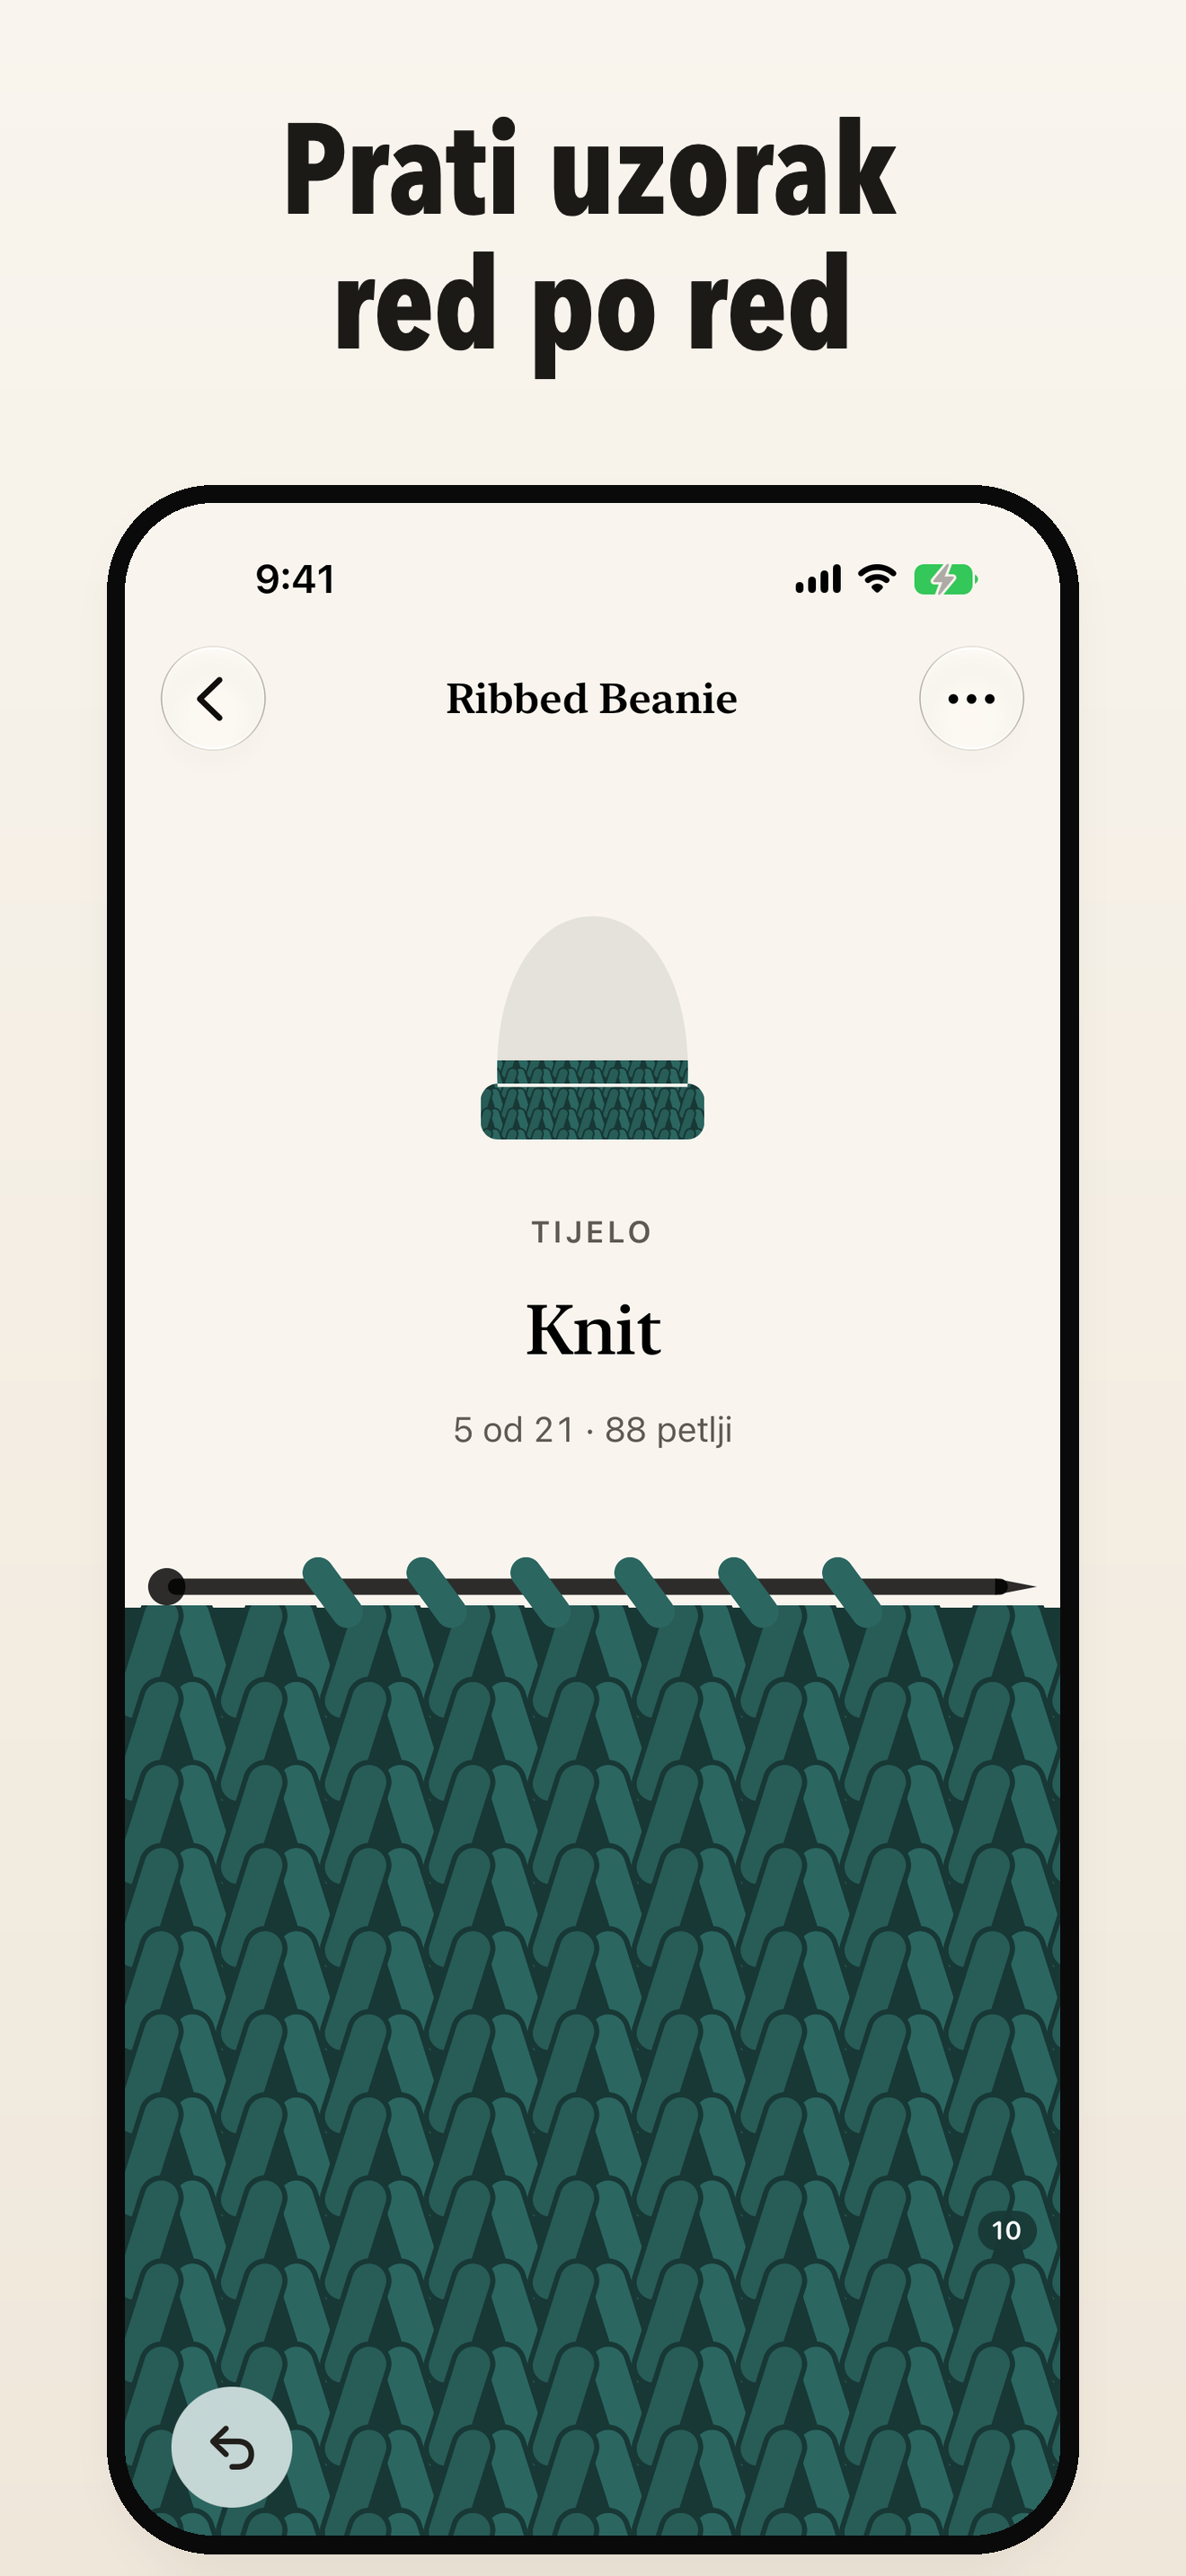 Prati uzorak
red po red
9:41
Ribbed Beanie
TIJELO
Knit
5 od 21 · 88 petlji
10